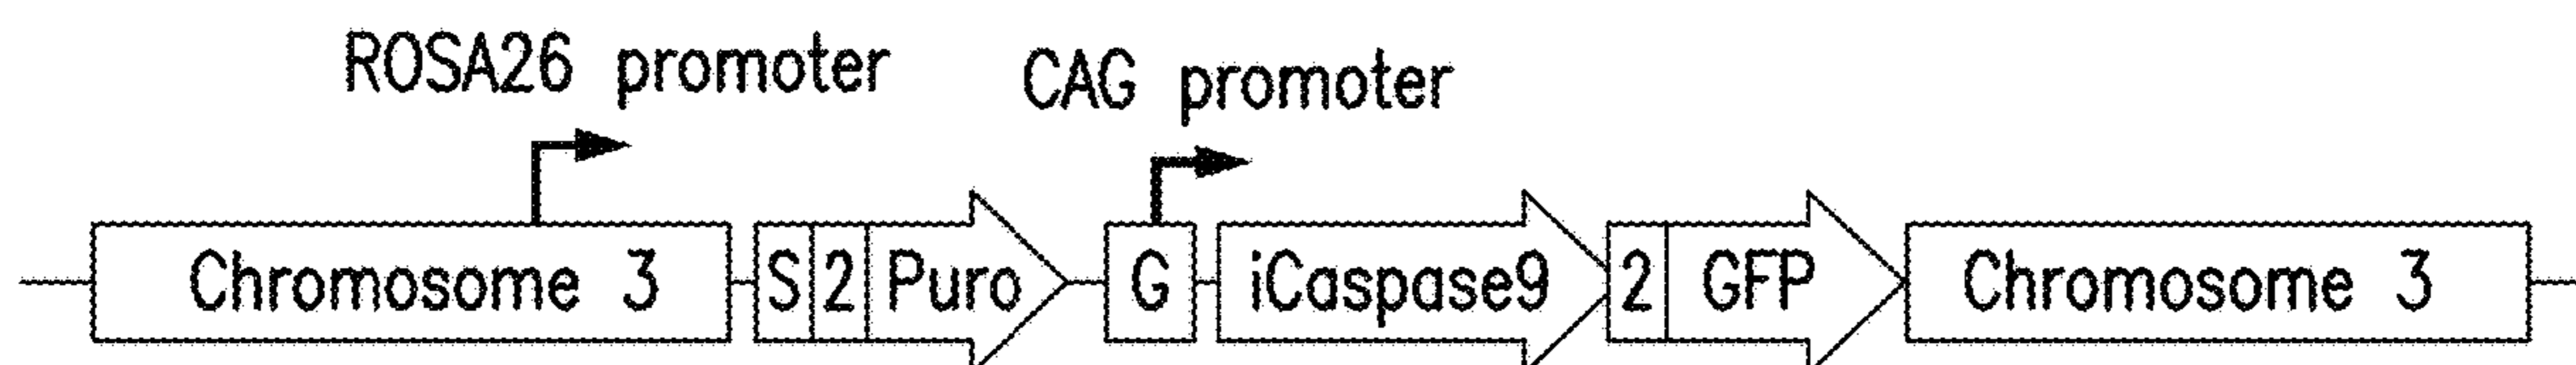 ROSA26 promoter
CAG promoter
Chromosome 3 S 2 Puro G iCaspase9 2 GFP Chromosome 3